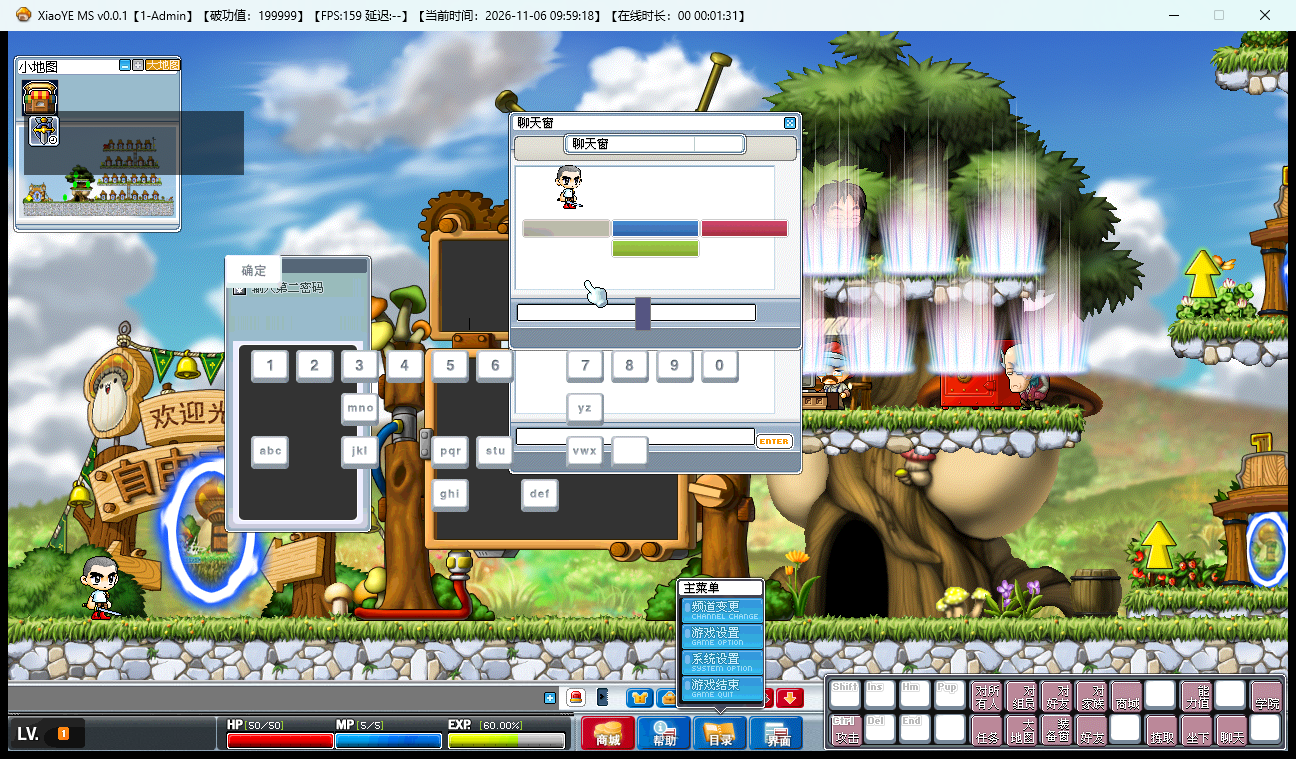 XiaoYE MS v0.0.1【1-Admin】【破功值：199999】【FPS:159 延迟:--】【当前时间：2026-11-06 09:59:18】【在线时长：00 00:01:31】
小地图
大地图
聊天窗
聊天窗
确定
输入第二密码
1 2 3 4 5 6 7 8 9 0
mno yz
abc jkl pqr stu vwx
ghi def
ENTER
欢迎光
自由
主菜单
频道变更
CHANNEL CHANGE
游戏设置
GAME OPTION
系统设置
SYSTEM OPTION
游戏结束
GAME QUIT
LV. 1
HP [50/50] MP [5/5] EXP. [60.00%]
商城 帮助 目录 界面
Shift Ins Hm Pup 对所有人 对组员 对好友 对家族 商城 能力值 学院
Ctrl 攻击 Del End 任务 大地图 装备窗 好友 拣取 坐下 聊天